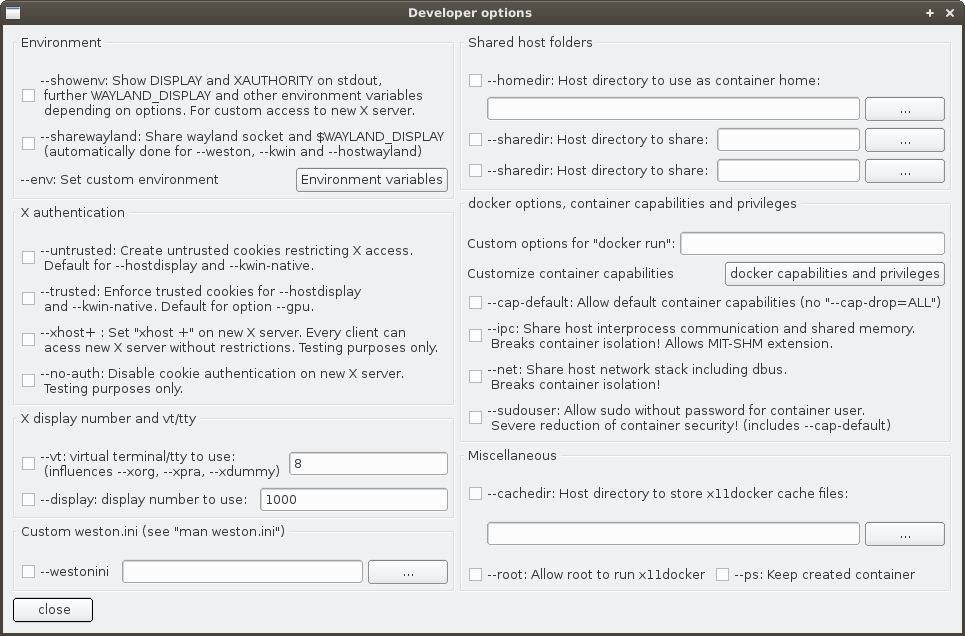 Developer options
Environment
--showenv: Show DISPLAY and XAUTHORITY on stdout,
further WAYLAND_DISPLAY and other environment variables
depending on options. For custom access to new X server.
--sharewayland: Share wayland socket and $WAYLAND_DISPLAY
(automatically done for --weston, --kwin and --hostwayland)
--env: Set custom environment
Environment variables
X authentication
--untrusted: Create untrusted cookies restricting X access.
Default for --hostdisplay and --kwin-native.
--trusted: Enforce trusted cookies for --hostdisplay
and --kwin-native. Default for option --gpu.
--xhost+ : Set "xhost +" on new X server. Every client can
acess new X server without restrictions. Testing purposes only.
--no-auth: Disable cookie authentication on new X server.
Testing purposes only.
X display number and vt/tty
--vt: virtual terminal/tty to use:
(influences --xorg, --xpra, --xdummy)
8
--display: display number to use:
1000
Custom weston.ini (see "man weston.ini")
--westonini
...
close
Shared host folders
--homedir: Host directory to use as container home:
...
--sharedir: Host directory to share:
...
--sharedir: Host directory to share:
...
docker options, container capabilities and privileges
Custom options for "docker run":
Customize container capabilities
docker capabilities and privileges
--cap-default: Allow default container capabilities (no "--cap-drop=ALL")
--ipc: Share host interprocess communication and shared memory.
Breaks container isolation! Allows MIT-SHM extension.
--net: Share host network stack including dbus.
Breaks container isolation!
--sudouser: Allow sudo without password for container user.
Severe reduction of container security! (includes --cap-default)
Miscellaneous
--cachedir: Host directory to store x11docker cache files:
...
--root: Allow root to run x11docker
--ps: Keep created container